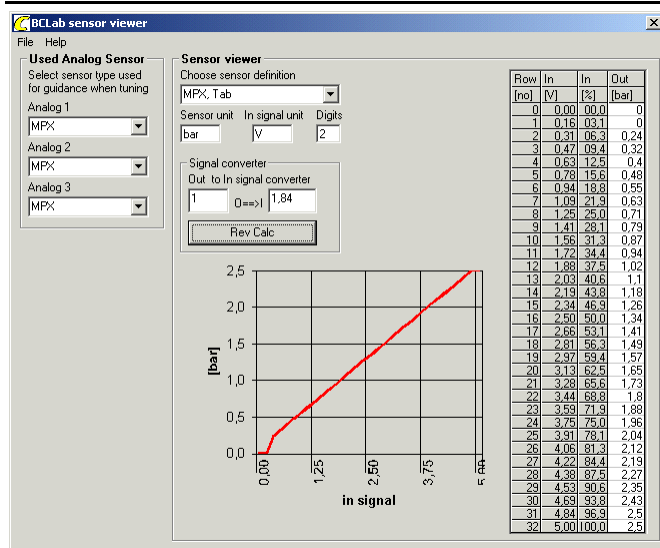 BCLab sensor viewer
File Help
Used Analog Sensor
Select sensor type used
for guidance when tuning
Analog 1
MPX
Analog 2
MPX
Analog 3
MPX
Sensor viewer
Choose sensor definition
MPX, Tab
Sensor unit In signal unit Digits
bar V 2
Signal converter
Out to In signal converter
1 O==>I 1,84
Rev Calc
2,5
2,0
1,5
1,0
0,5
0,0
[bar]
0,00 1,25 2,50 3,75 6,00
in signal
Row In In Out
[no] [V] [%] [bar]
0 0,00 00,0 0
1 0,16 03,1 0
2 0,31 06,3 0,24
3 0,47 09,4 0,32
4 0,63 12,5 0,4
5 0,78 15,6 0,48
6 0,94 18,8 0,55
7 1,09 21,9 0,63
8 1,25 25,0 0,71
9 1,41 28,1 0,79
10 1,56 31,3 0,87
11 1,72 34,4 0,94
12 1,88 37,5 1,02
13 2,03 40,6 1,1
14 2,19 43,8 1,18
15 2,34 46,9 1,26
16 2,50 50,0 1,34
17 2,66 53,1 1,41
18 2,81 56,3 1,49
19 2,97 59,4 1,57
20 3,13 62,5 1,65
21 3,28 65,6 1,73
22 3,44 68,8 1,8
23 3,59 71,9 1,88
24 3,75 75,0 1,96
25 3,91 78,1 2,04
26 4,06 81,3 2,12
27 4,22 84,4 2,19
28 4,38 87,5 2,27
29 4,53 90,6 2,35
30 4,69 93,8 2,43
31 4,84 96,9 2,5
32 5,00 100,0 2,5